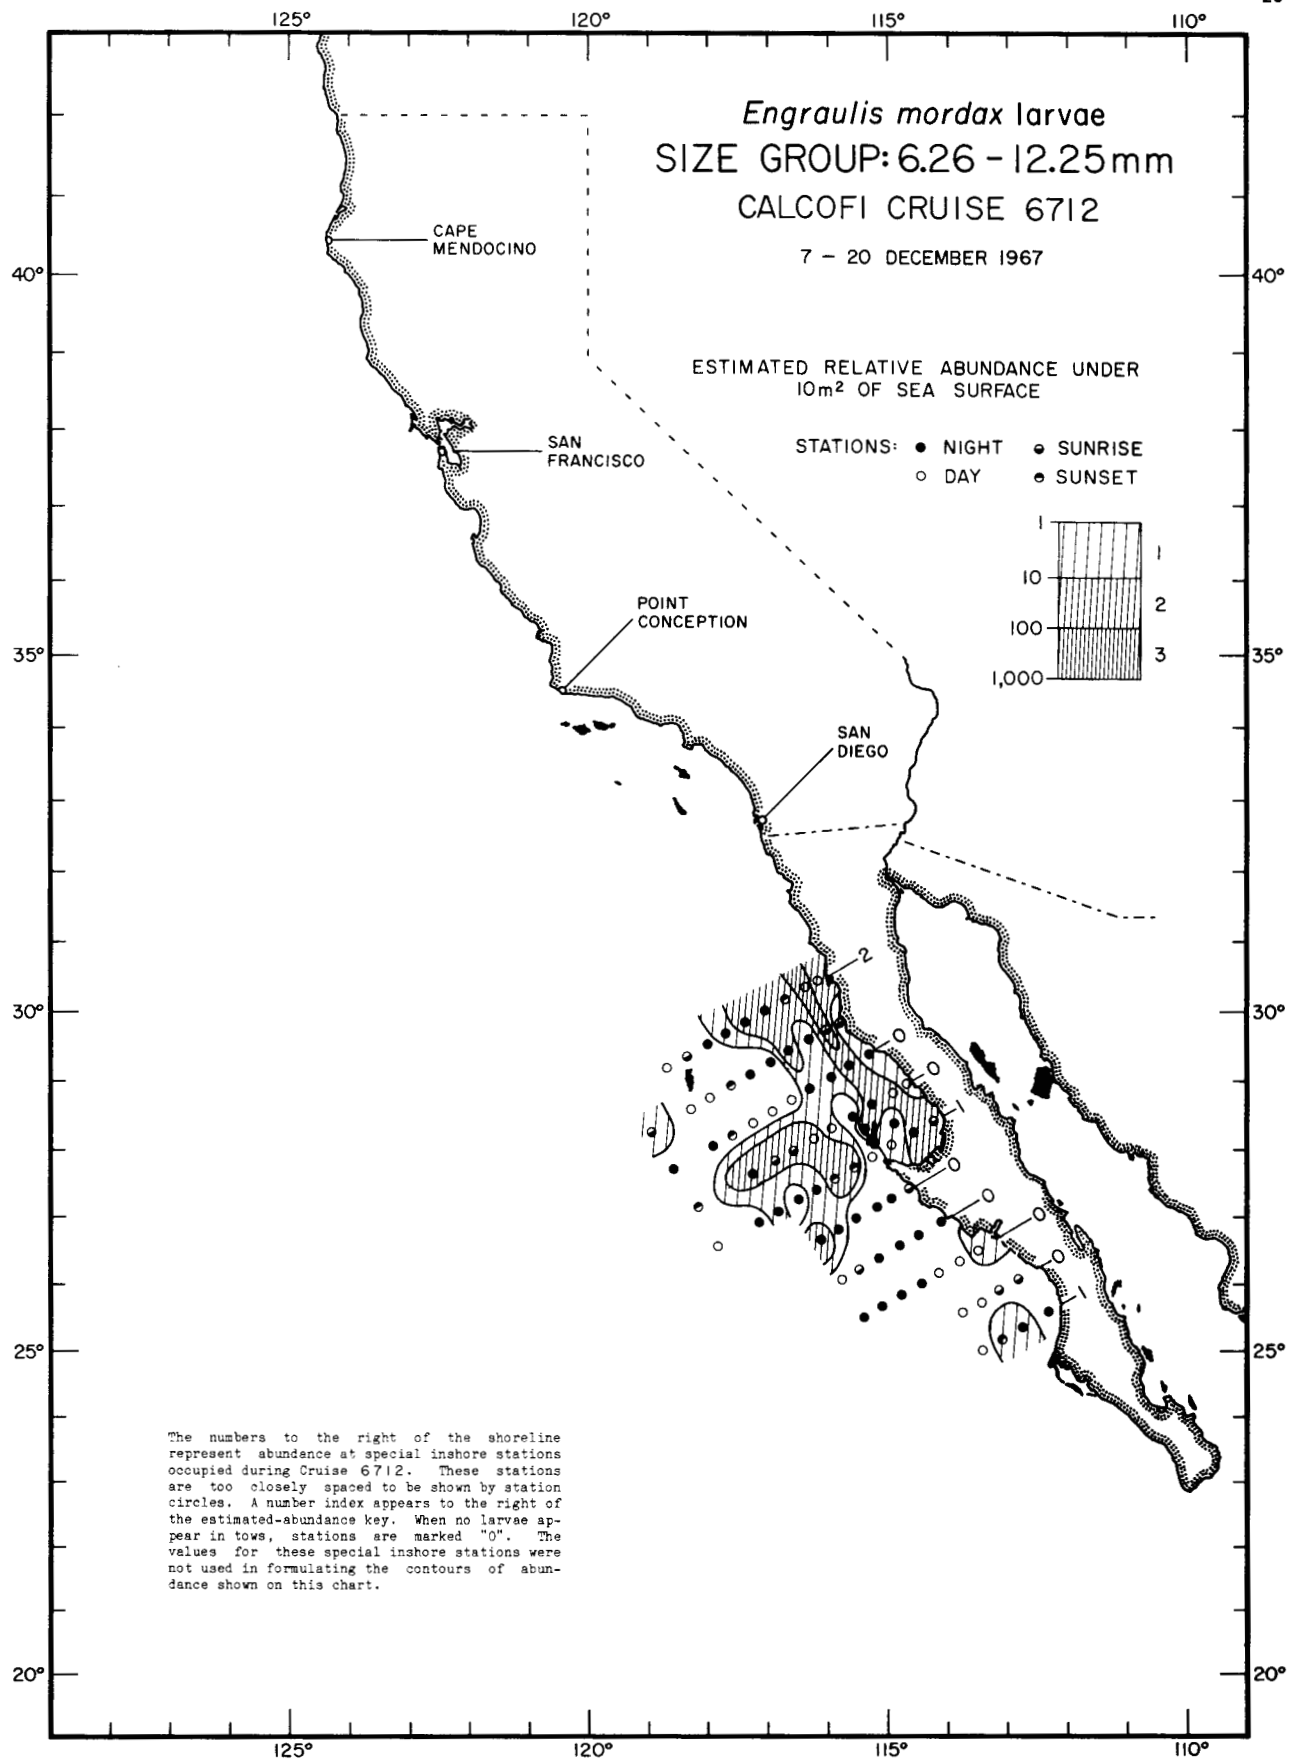 125°
120°
115°
110°
Engraulis mordax larvae
SIZE GROUP: 6.26 – 12.25mm
CALCOFI CRUISE 6712
7 – 20 DECEMBER 1967
CAPE
MENDOCINO
40°
40°
ESTIMATED RELATIVE ABUNDANCE UNDER
10m² OF SEA SURFACE
STATIONS: ● NIGHT SUNRISE
○ DAY SUNSET
SAN
FRANCISCO
1
1
10
2
100
3
1,000
POINT
CONCEPTION
35°
35°
SAN
DIEGO
2
30°
30°
0
0
1
0
0
0
0
1
25°
25°
The numbers to the right of the shoreline
represent abundance at special inshore stations
occupied during Cruise 6712. These stations
are too closely spaced to be shown by station
circles. A number index appears to the right of
the estimated-abundance key. When no larvae ap-
pear in tows, stations are marked "0". The
values for these special inshore stations were
not used in formulating the contours of abun-
dance shown on this chart.
20°
20°
125°
120°
115°
110°